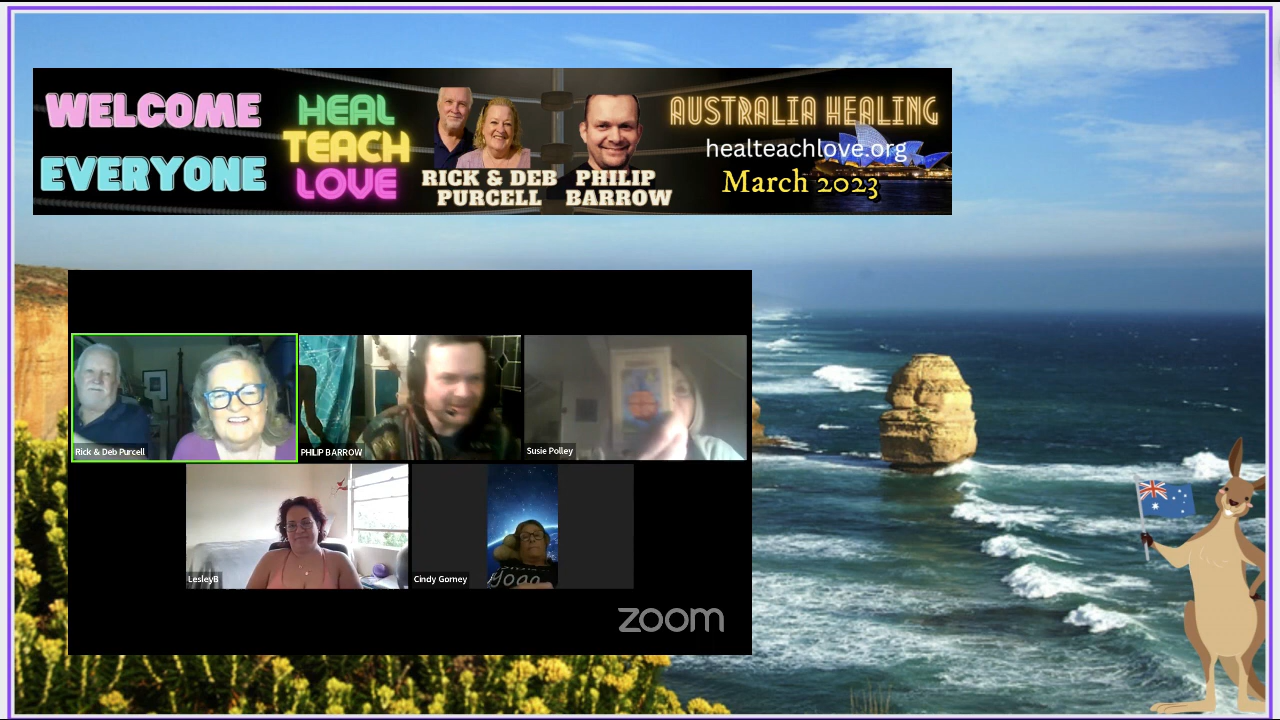 WELCOME
EVERYONE
HEAL
TEACH
LOVE
RICK & DEB
PURCELL
PHILIP
BARROW
AUSTRALIA HEALING
healteachlove.org
March 2023
Rick & Deb Purcell
PHILIP BARROW
Susie Polley
LesleyB
Cindy Gorney
Yoga
zoom